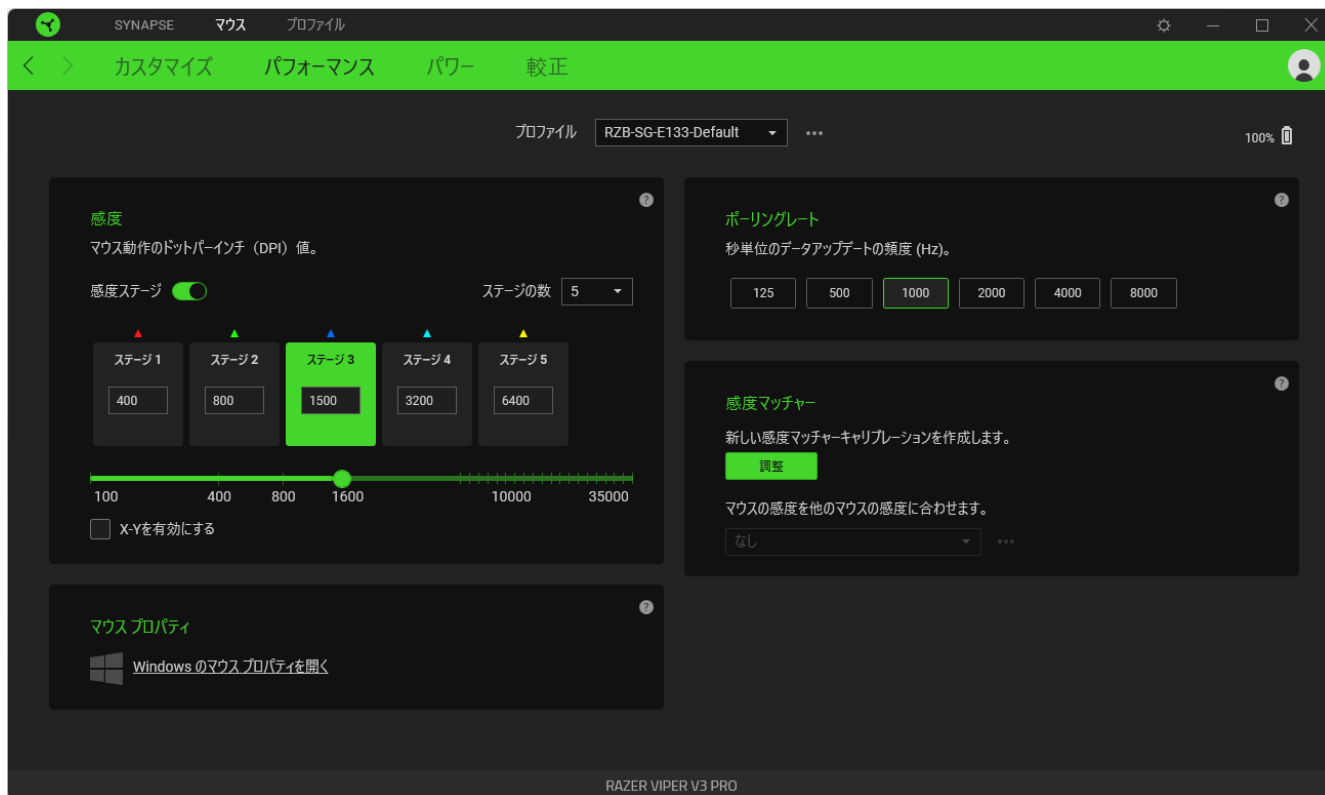 SYNAPSE マウス プロファイル
カスタマイズ パフォーマンス パワー 較正
プロファイル RZB-SG-E133-Default
100%
感度
マウス動作のドットパーインチ（DPI）値。
感度ステージ ステージの数 5
ステージ 1 ステージ 2 ステージ 3 ステージ 4 ステージ 5
400 800 1500 3200 6400
100 400 800 1600 10000 35000
X-Yを有効にする
ポーリングレート
秒単位のデータアップデートの頻度 (Hz)。
125 500 1000 2000 4000 8000
感度マッチャー
新しい感度マッチャーキャリブレーションを作成します。
調整
マウスの感度を他のマウスの感度に合わせます。
なし
マウス プロパティ
Windows のマウス プロパティを開く
RAZER VIPER V3 PRO